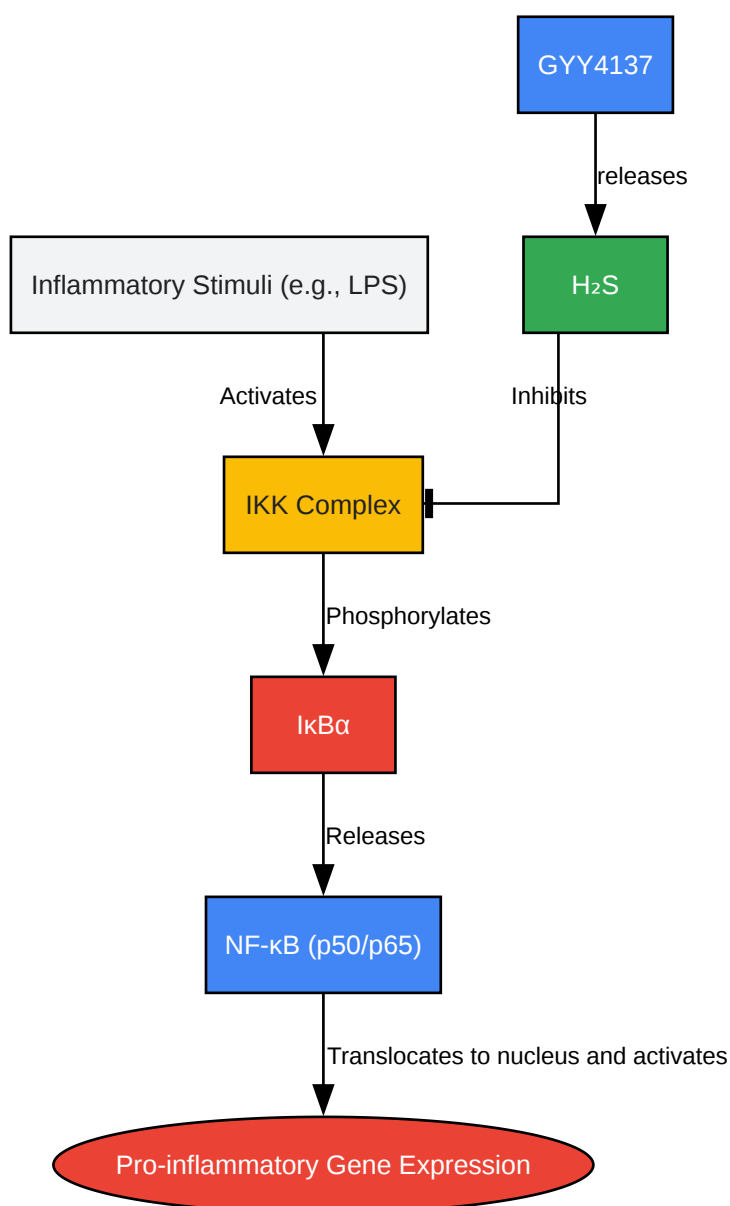 GYY4137
releases
Inflammatory Stimuli (e.g., LPS)
H₂S
Activates
Inhibits
IKK Complex
Phosphorylates
IκBα
Releases
NF-κB (p50/p65)
Translocates to nucleus and activates
Pro-inflammatory Gene Expression